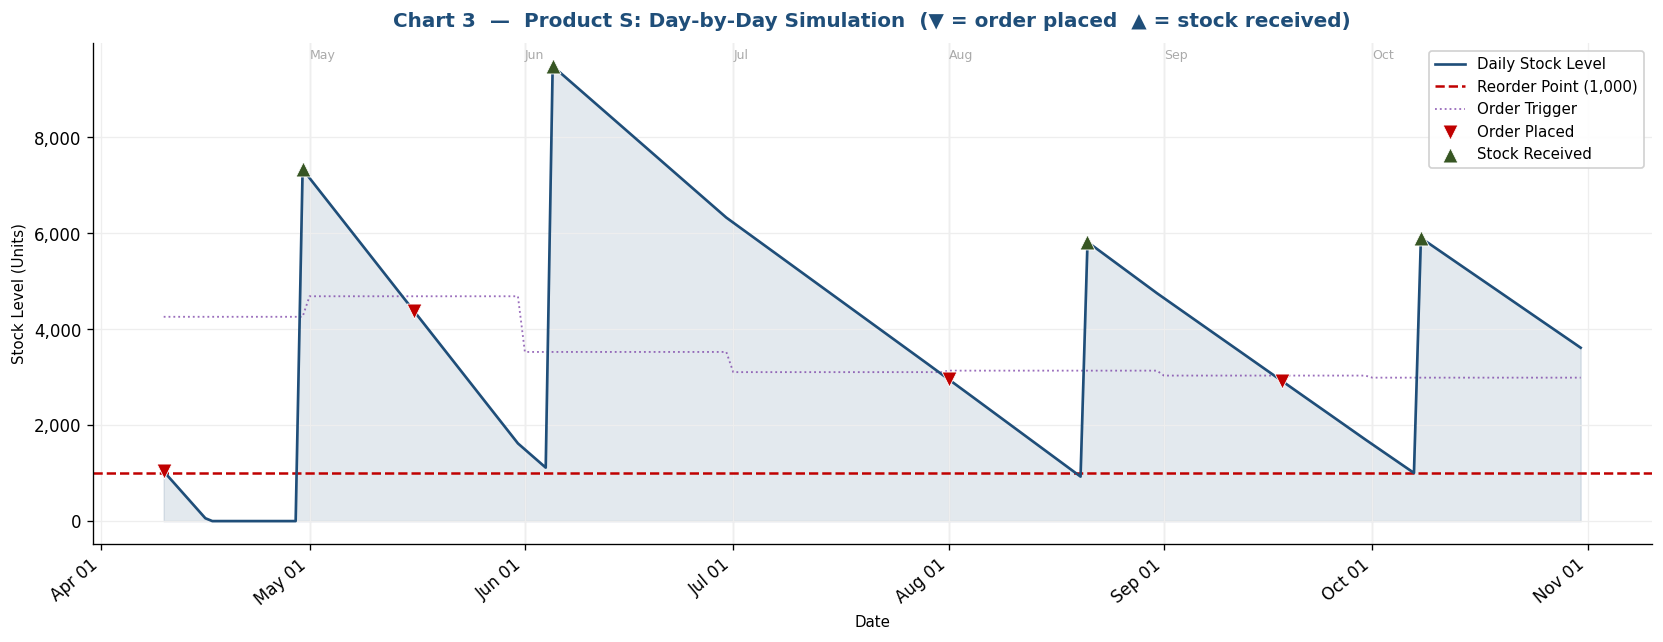 Chart 3 — Product S: Day-by-Day Simulation (▼ = order placed ▲ = stock received)
May
Jun
Jul
Aug
Sep
Oct
Daily Stock Level
Reorder Point (1,000)
Order Trigger
Order Placed
Stock Received
Stock Level (Units)
8,000
6,000
4,000
2,000
0
Apr 01
May 01
Jun 01
Jul 01
Aug 01
Sep 01
Oct 01
Nov 01
Date